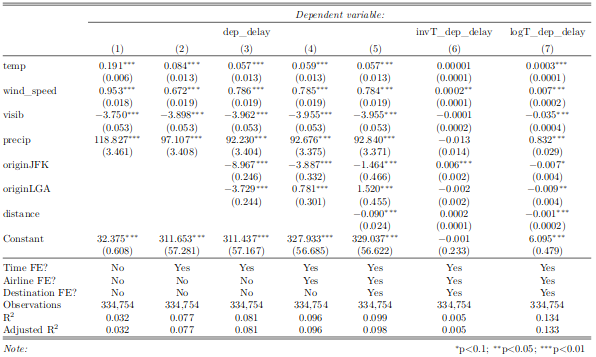 Dependent variable:
dep_delay invT_dep_delay logT_dep_delay
(1) (2) (3) (4) (5) (6) (7)
temp 0.191*** 0.084*** 0.057*** 0.059*** 0.057*** 0.00001 0.0003***
(0.006) (0.013) (0.013) (0.013) (0.013) (0.0001) (0.0001)
wind_speed 0.953*** 0.672*** 0.786*** 0.785*** 0.784*** 0.0002** 0.007***
(0.018) (0.019) (0.019) (0.019) (0.019) (0.0001) (0.0002)
visib −3.750*** −3.898*** −3.962*** −3.955*** −3.955*** −0.0001 −0.035***
(0.053) (0.053) (0.053) (0.053) (0.053) (0.0002) (0.0004)
precip 118.827*** 97.107*** 92.230*** 92.676*** 92.840*** −0.013 0.832***
(3.461) (3.408) (3.404) (3.375) (3.371) (0.014) (0.029)
originJFK −8.967*** −3.887*** −1.464*** 0.006*** −0.007*
(0.246) (0.332) (0.466) (0.002) (0.004)
originLGA −3.729*** 0.781*** 1.520*** −0.002 −0.009**
(0.244) (0.301) (0.455) (0.002) (0.004)
distance −0.090*** 0.0002 −0.001***
(0.024) (0.0001) (0.0002)
Constant 32.375*** 311.653*** 311.437*** 327.933*** 329.037*** −0.001 6.095***
(0.608) (57.281) (57.167) (56.685) (56.622) (0.233) (0.479)
Time FE? No Yes Yes Yes Yes Yes Yes
Airline FE? No No No Yes Yes Yes Yes
Destination FE? No No No No Yes Yes Yes
Observations 334,754 334,754 334,754 334,754 334,754 334,754 334,754
R² 0.032 0.077 0.081 0.096 0.099 0.005 0.134
Adjusted R² 0.032 0.077 0.081 0.096 0.098 0.005 0.133
Note: *p<0.1; **p<0.05; ***p<0.01